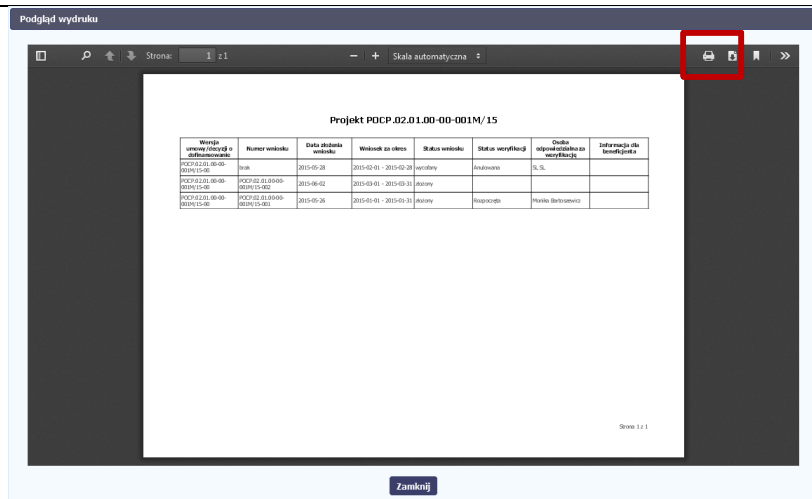 Podgląd wydruku
Strona: 1 z 1 − + Skala automatyczna
Projekt POCP.02.01.00-00-001M/15
Wersja umowy/decyzji o dofinansowanie Numer wniosku Data złożenia wniosku Wniosek za okres Status wniosku Status weryfikacji Osoba odpowiedzialna za weryfikację Informacja dla beneficjenta
POCP.02.01.00-00-001M/15-00 brak 2015-05-28 2015-02-01 - 2015-02-28 wycofany Anulowana SL SL
POCP.02.01.00-00-001M/15-00 POCP.02.01.00-00-001M/15-002 2015-06-02 2015-03-01 - 2015-03-31 złożony
POCP.02.01.00-00-001M/15-00 POCP.02.01.00-00-001M/15-001 2015-05-26 2015-01-01 - 2015-01-31 złożony Rozpoczęta Monika Bartoszewicz
Strona 1 z 1
Zamknij